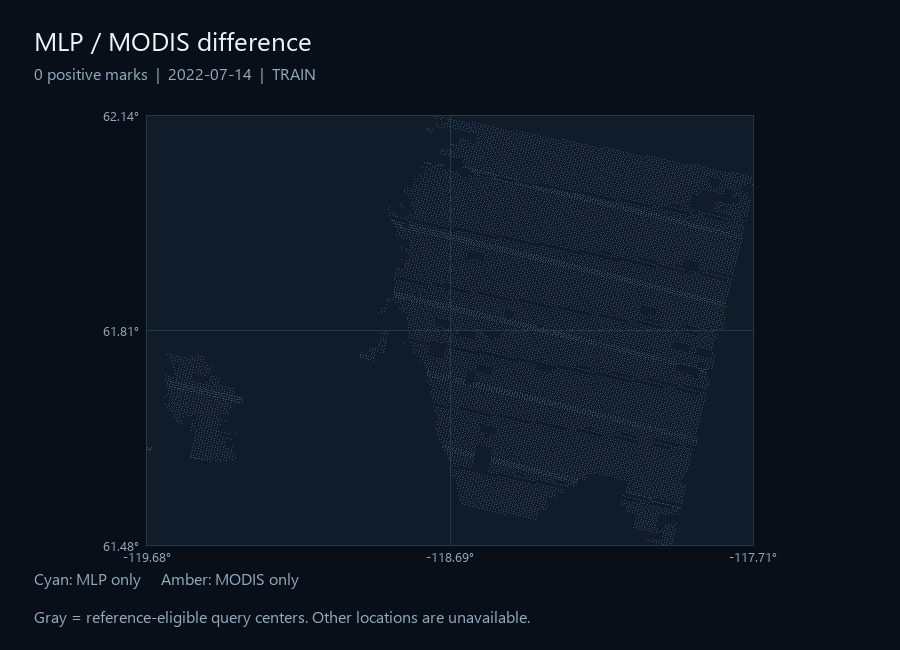 MLP / MODIS difference
0 positive marks | 2022-07-14 | TRAIN
62.14°
61.81°
61.48°
-119.68° -118.69° -117.71°
Cyan: MLP only Amber: MODIS only
Gray = reference-eligible query centers. Other locations are unavailable.